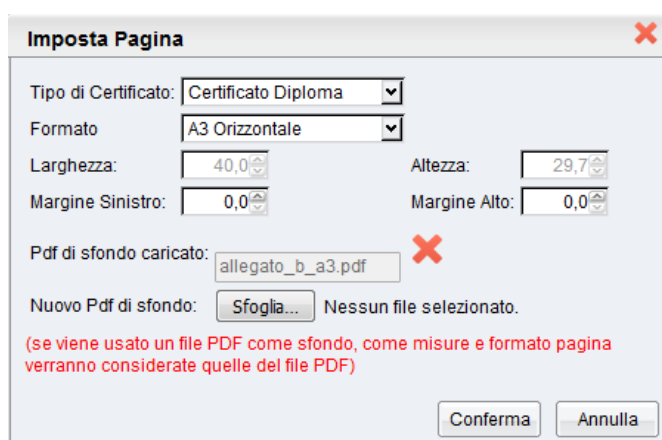 Imposta Pagina
Tipo di Certificato: Certificato Diploma
Formato A3 Orizzontale
Larghezza: 40,0 Altezza: 29,7
Margine Sinistro: 0,0 Margine Alto: 0,0
Pdf di sfondo caricato: allegato_b_a3.pdf
Nuovo Pdf di sfondo: Sfoglia... Nessun file selezionato.
(se viene usato un file PDF come sfondo, come misure e formato pagina
verranno considerate quelle del file PDF)
Conferma Annulla